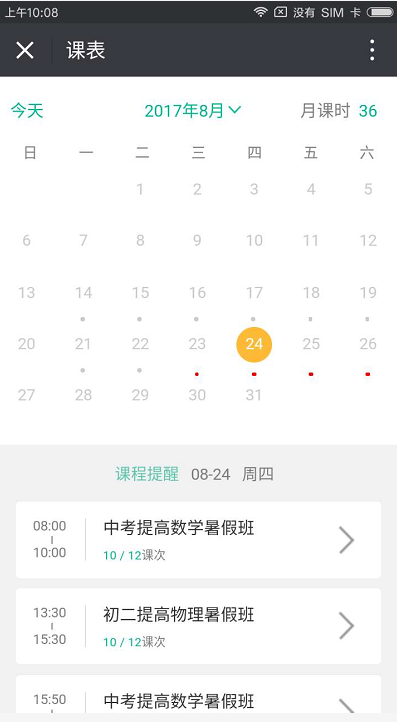 上午10:08 没有 SIM 卡
课表
今天 2017年8月 月课时 36
日 一 二 三 四 五 六
1 2 3 4 5
6 7 8 9 10 11 12
13 14 15 16 17 18 19
20 21 22 23 24 25 26
27 28 29 30 31
课程提醒 08-24 周四
08:00
中考提高数学暑假班
10:00
10 / 12课次
13:30
初二提高物理暑假班
15:30
10 / 12课次
15:50
中考提高数学暑假班